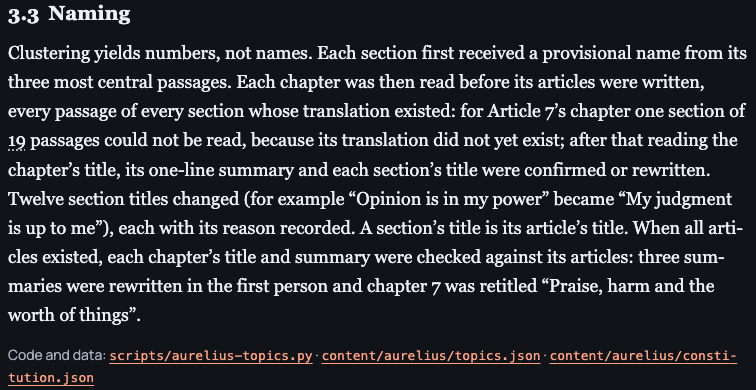 3.3 Naming
Clustering yields numbers, not names. Each section first received a provisional name from its
three most central passages. Each chapter was then read before its articles were written,
every passage of every section whose translation existed: for Article 7’s chapter one section of
19 passages could not be read, because its translation did not yet exist; after that reading the
chapter’s title, its one-line summary and each section’s title were confirmed or rewritten.
Twelve section titles changed (for example “Opinion is in my power” became “My judgment
is up to me”), each with its reason recorded. A section’s title is its article’s title. When all arti-
cles existed, each chapter’s title and summary were checked against its articles: three sum-
maries were rewritten in the first person and chapter 7 was retitled “Praise, harm and the
worth of things”.
Code and data: scripts/aurelius-topics.py · content/aurelius/topics.json · content/aurelius/consti-
tution.json